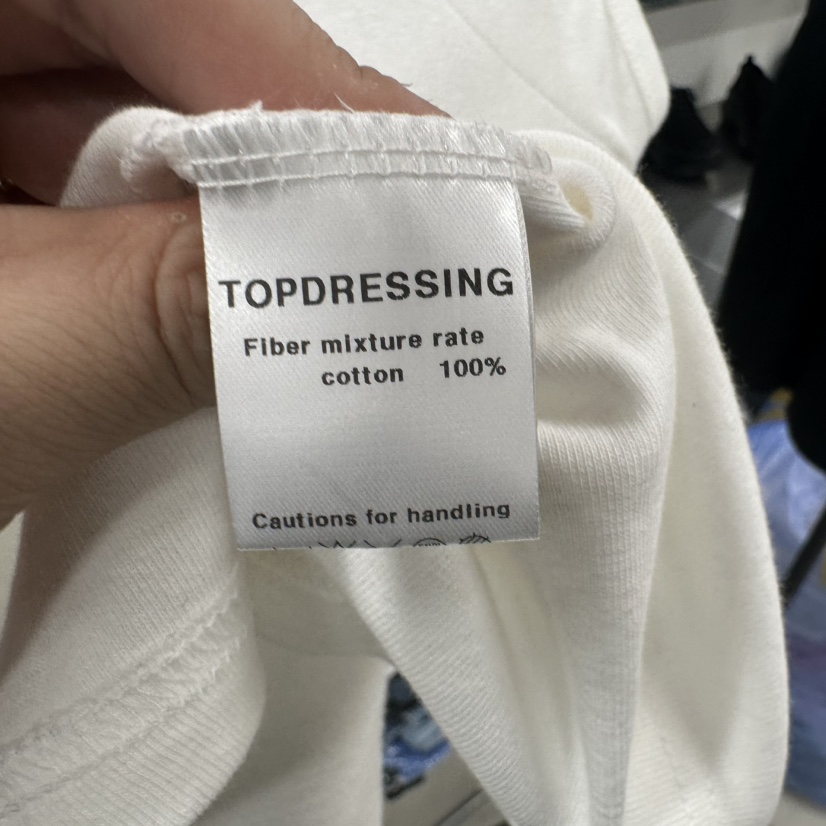 TOPDRESSING
Fiber mixture rate
cotton 100%
Cautions for handling